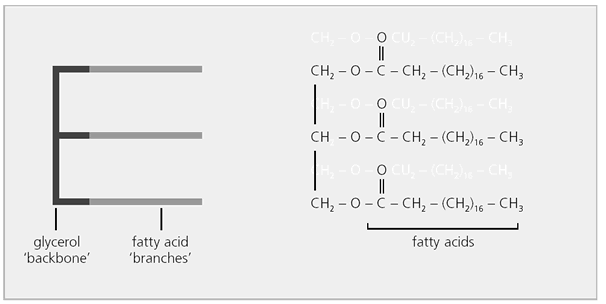 O
CH₂ – O – C – CH₂ – (CH₂)₁₆ – CH₃
O
CH – O – C – CH₂ – (CH₂)₁₆ – CH₃
O
CH₂ – O – C – CH₂ – (CH₂)₁₆ – CH₃
glycerol
'backbone'
fatty acid
'branches'
fatty acids